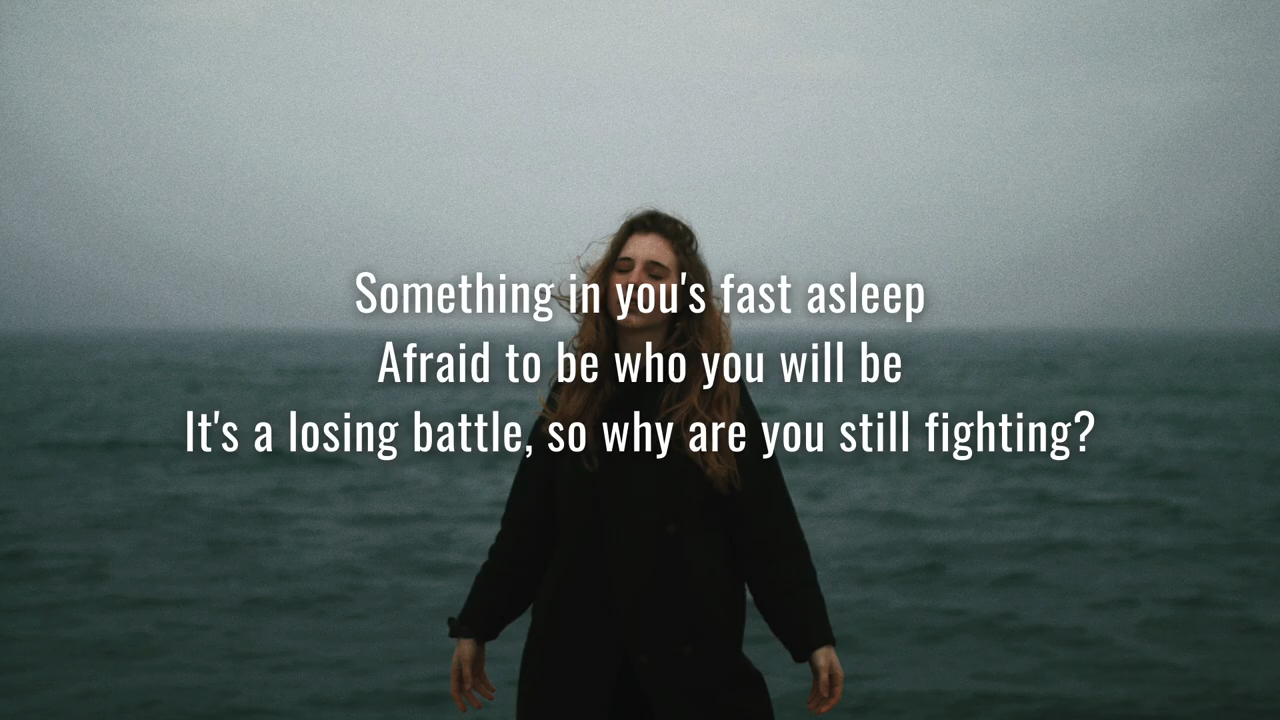 Something in you's fast asleep
Afraid to be who you will be
It's a losing battle, so why are you still fighting?